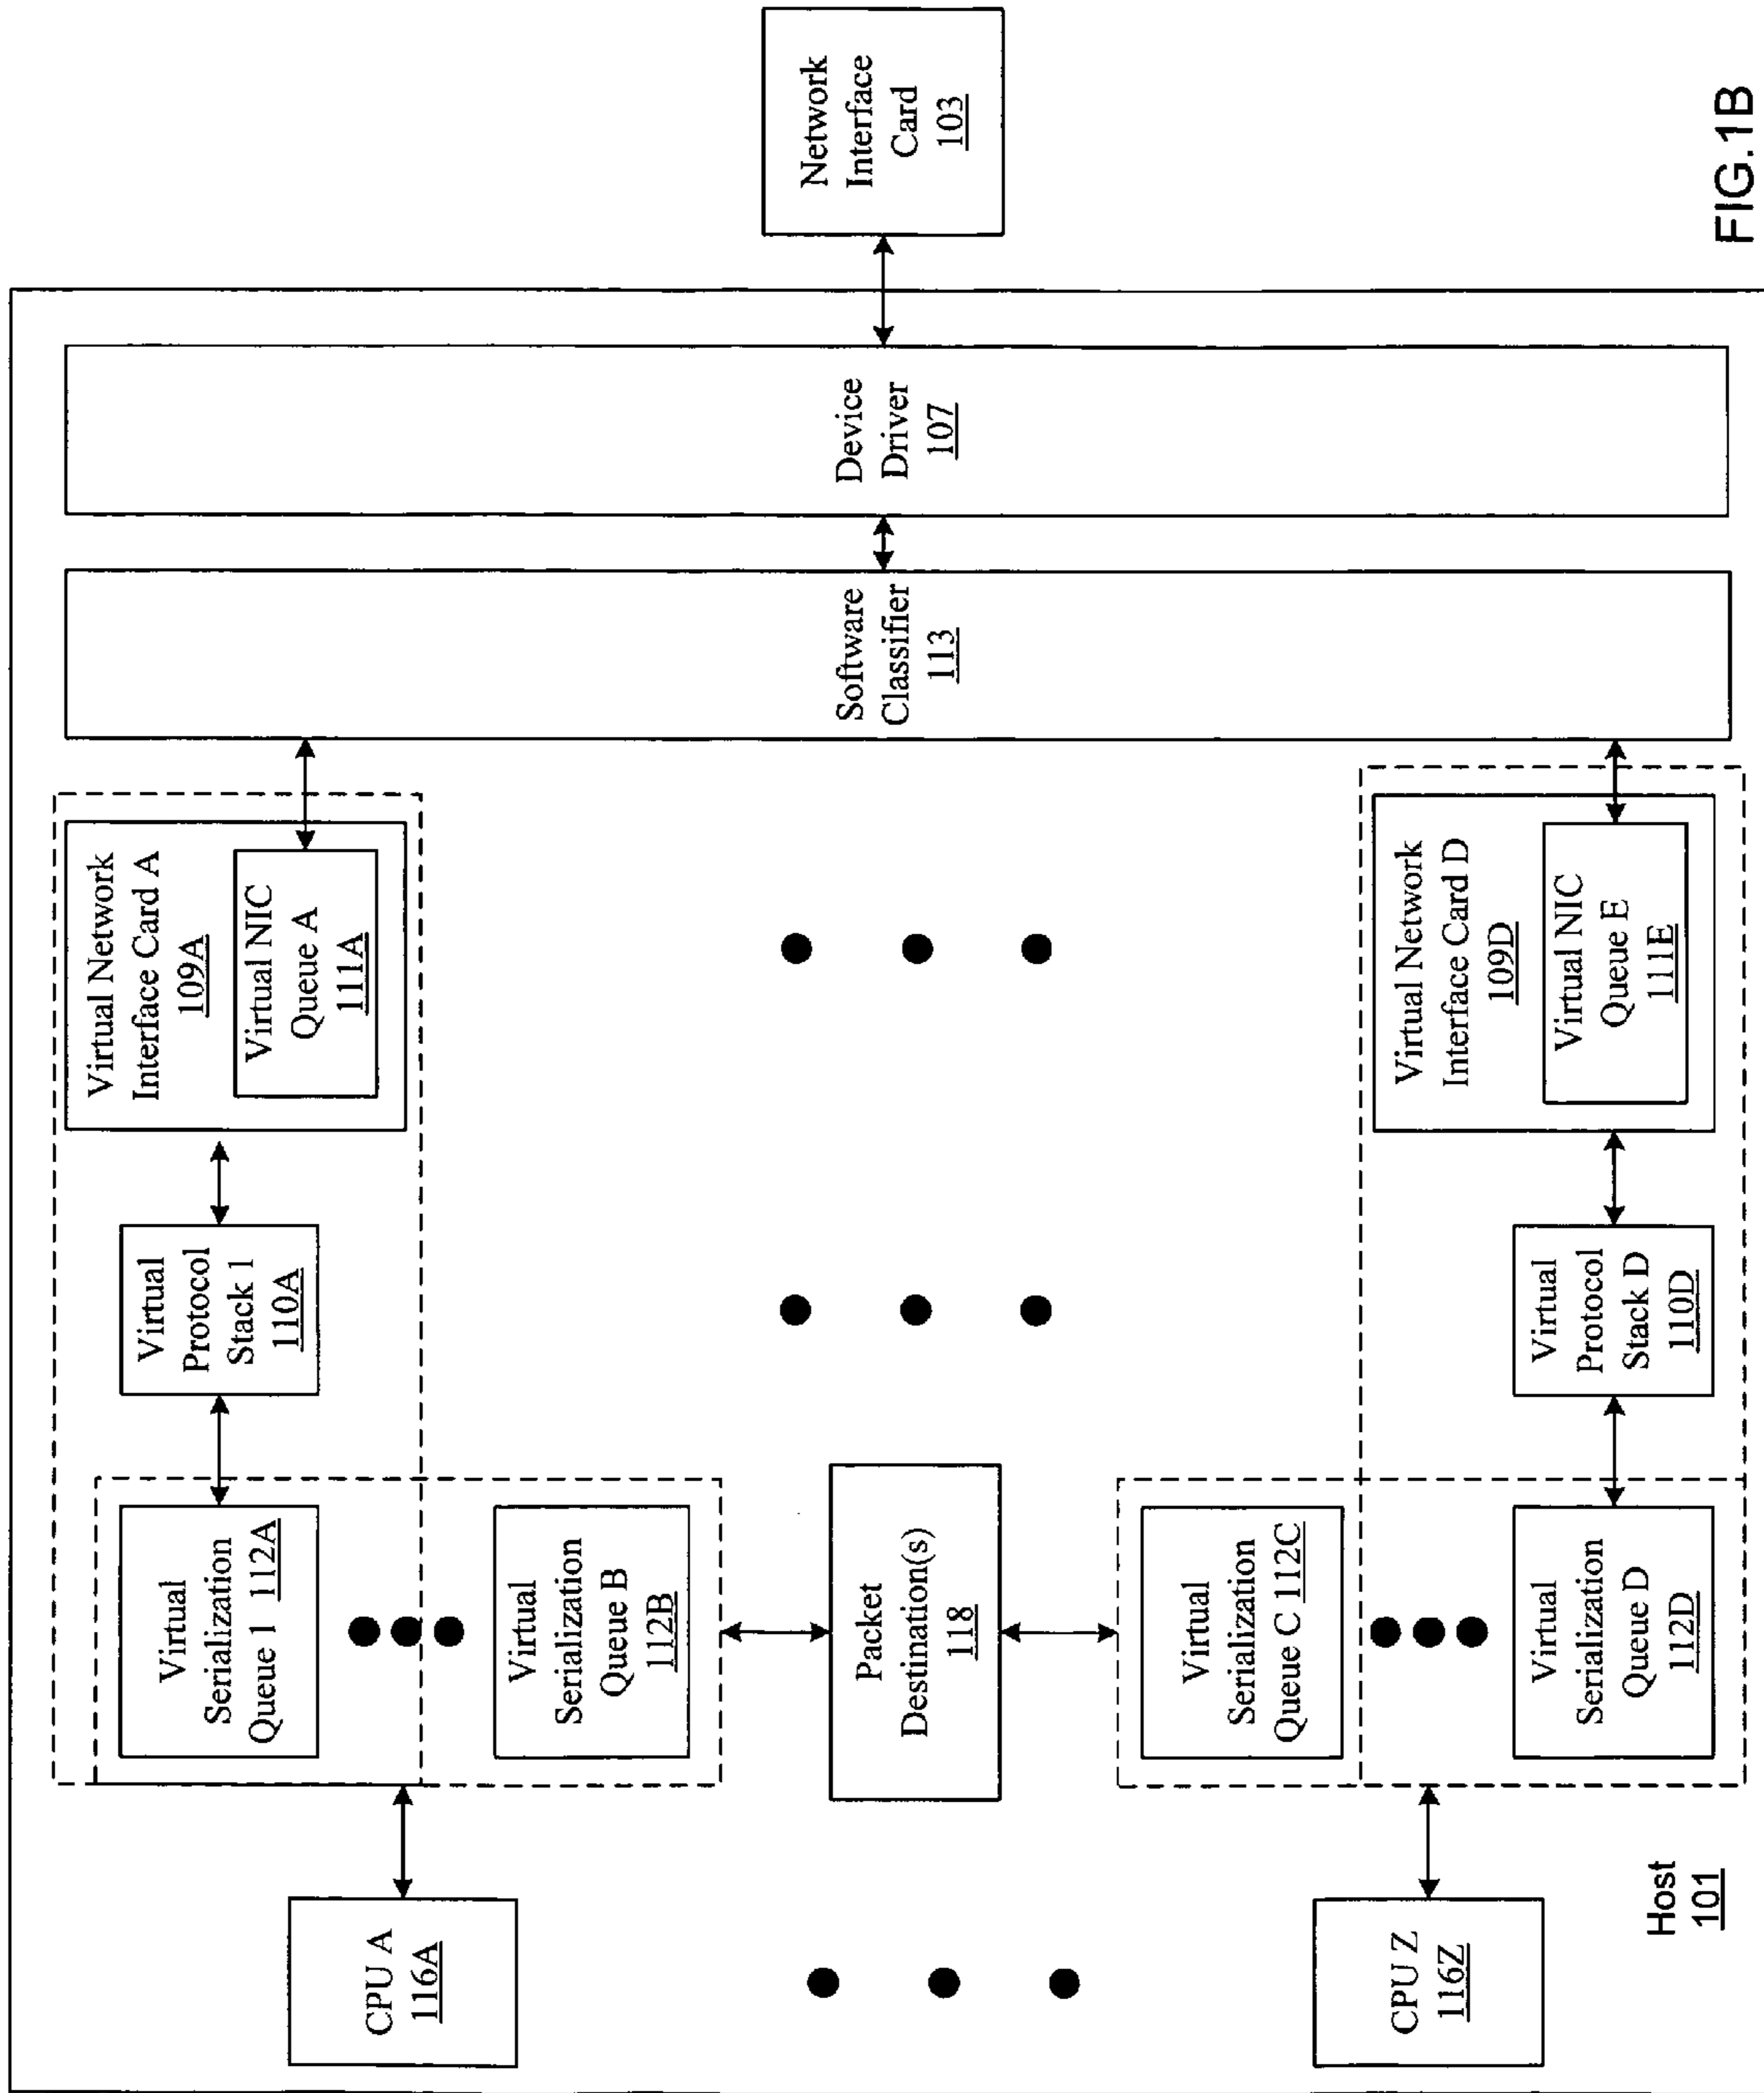 CPU A
116A
CPU Z
116Z
Host
101
Virtual
Serialization
Queue 1 112A
Virtual
Serialization
Queue B
112B
Packet
Destination(s)
118
Virtual
Serialization
Queue C 112C
Virtual
Serialization
Queue D
112D
Virtual
Protocol
Stack 1
110A
Virtual
Protocol
Stack D
110D
Virtual Network
Interface Card A
109A
Virtual NIC
Queue A
111A
Virtual Network
Interface Card D
109D
Virtual NIC
Queue E
111E
Software
Classifier
113
Device
Driver
107
Network
Interface
Card
103
FIG.1B